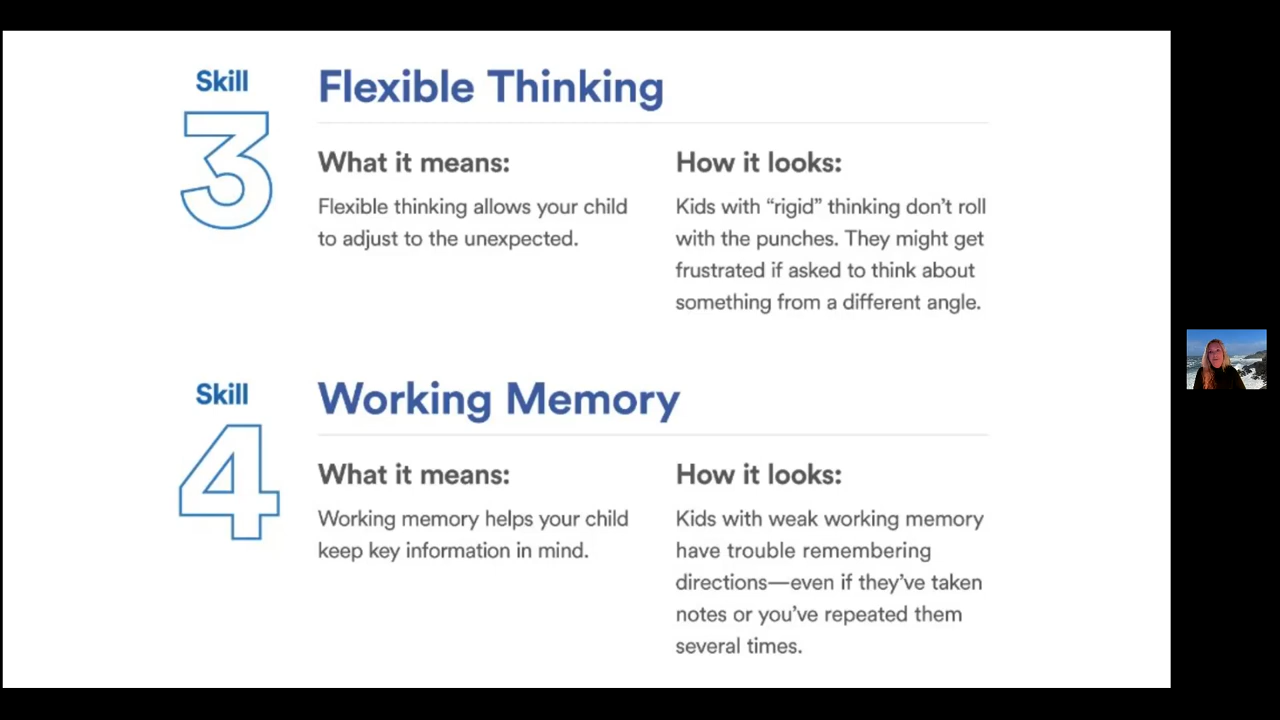 Skill
3
Flexible Thinking
What it means:
Flexible thinking allows your child
to adjust to the unexpected.
How it looks:
Kids with “rigid” thinking don’t roll
with the punches. They might get
frustrated if asked to think about
something from a different angle.
Skill
4
Working Memory
What it means:
Working memory helps your child
keep key information in mind.
How it looks:
Kids with weak working memory
have trouble remembering
directions—even if they’ve taken
notes or you’ve repeated them
several times.